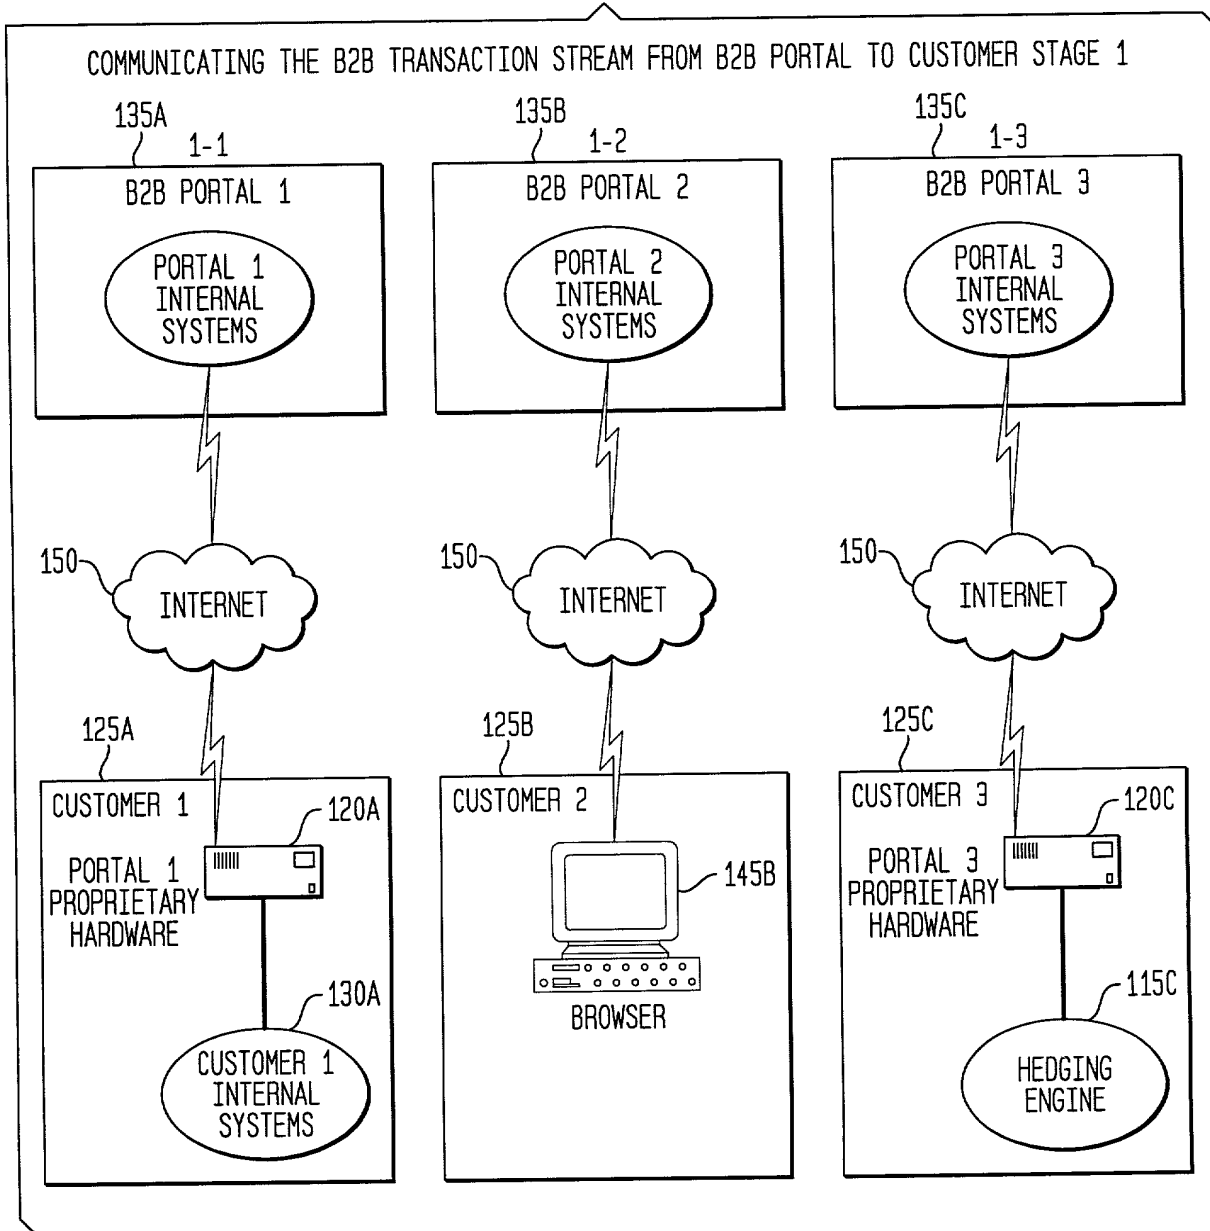 COMMUNICATING THE B2B TRANSACTION STREAM FROM B2B PORTAL TO CUSTOMER STAGE 1
135A
1-1
B2B PORTAL 1
PORTAL 1
INTERNAL
SYSTEMS
150
INTERNET
125A
CUSTOMER 1
120A
PORTAL 1
PROPRIETARY
HARDWARE
130A
CUSTOMER 1
INTERNAL
SYSTEMS
135B
1-2
B2B PORTAL 2
PORTAL 2
INTERNAL
SYSTEMS
150
INTERNET
125B
CUSTOMER 2
145B
BROWSER
135C
1-3
B2B PORTAL 3
PORTAL 3
INTERNAL
SYSTEMS
150
INTERNET
125C
CUSTOMER 3
120C
PORTAL 3
PROPRIETARY
HARDWARE
115C
HEDGING
ENGINE